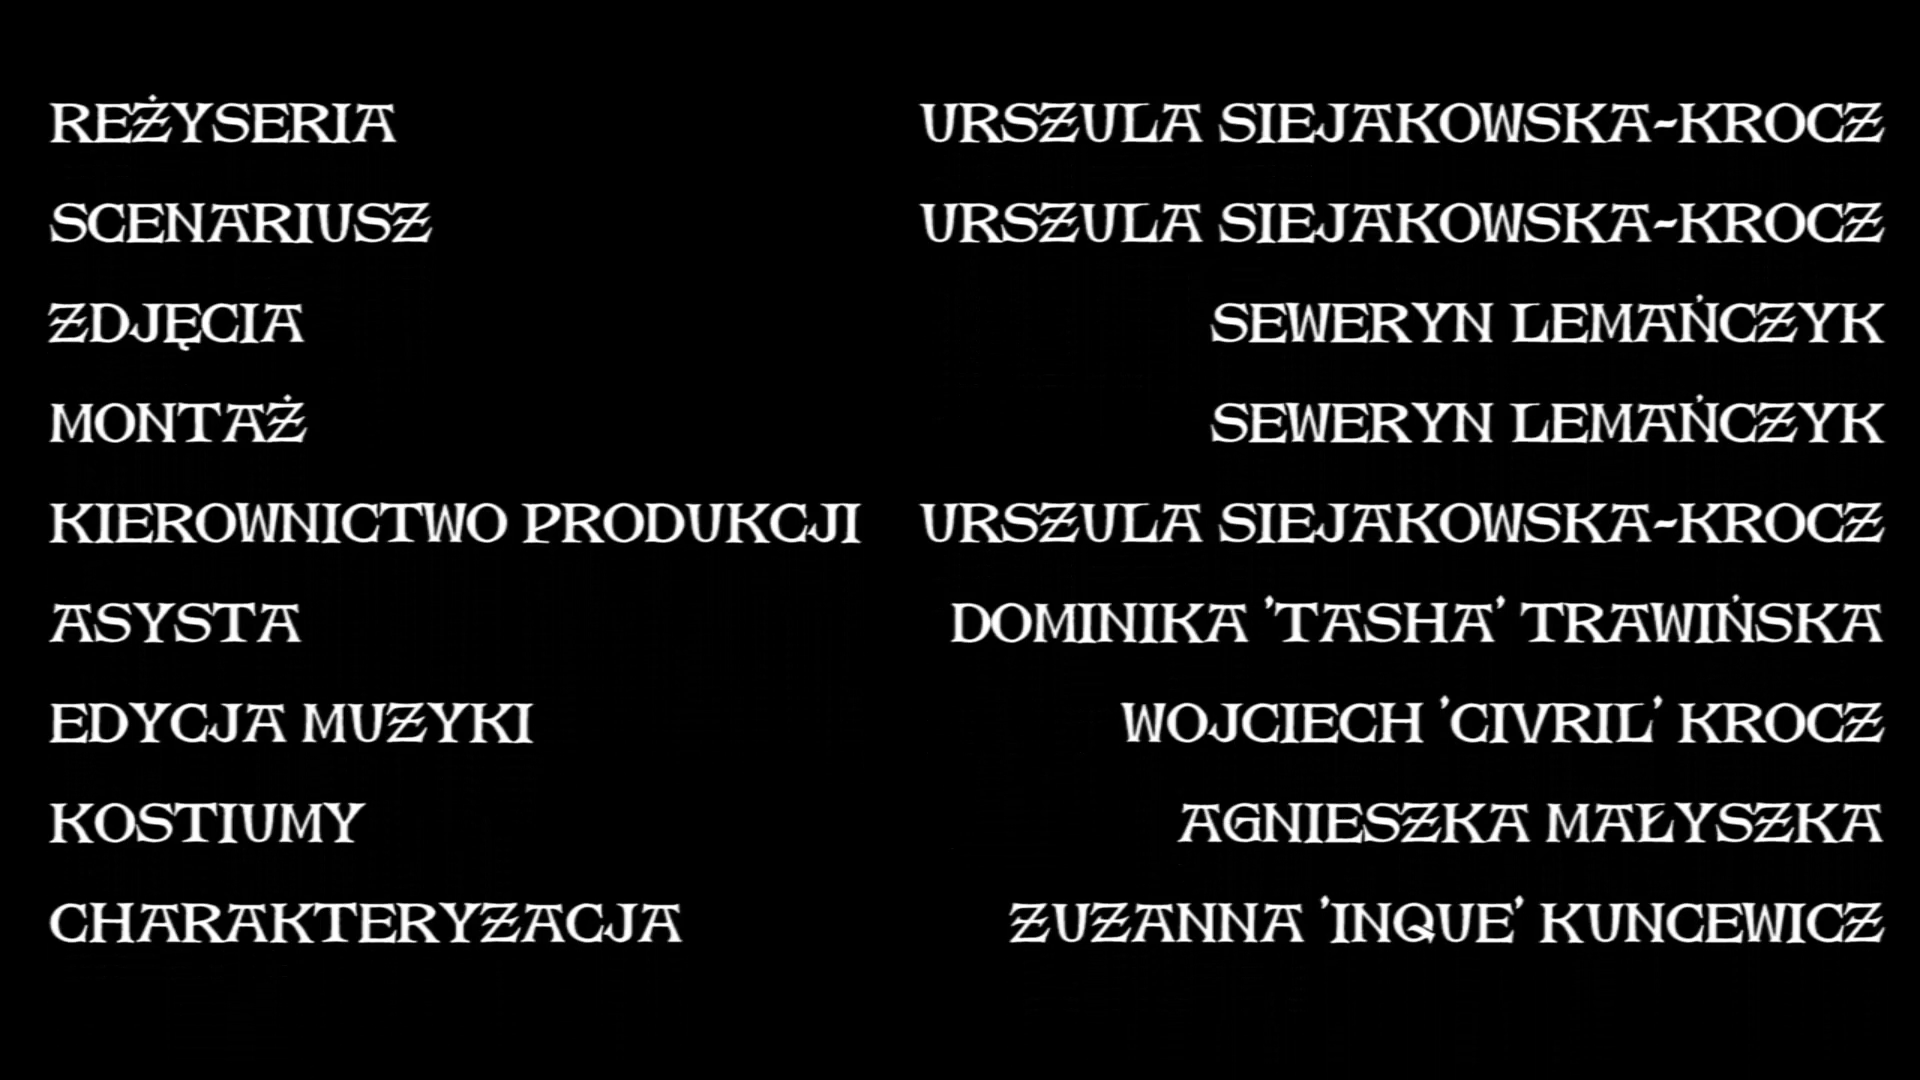 REŻYSERIA URSZULA SIEJAKOWSKA-KROCZ
SCENARIUSZ URSZULA SIEJAKOWSKA-KROCZ
ZDJĘCIA SEWERYN LEMAŃCZYK
MONTAŻ SEWERYN LEMAŃCZYK
KIEROWNICTWO PRODUKCJI URSZULA SIEJAKOWSKA-KROCZ
ASYSTA DOMINIKA 'TASHA' TRAWIŃSKA
EDYCJA MUZYKI WOJCIECH 'CIVRIL' KROCZ
KOSTIUMY AGNIESZKA MAŁYSZKA
CHARAKTERYZACJA ZUZANNA 'INQUE' KUNCEWICZ